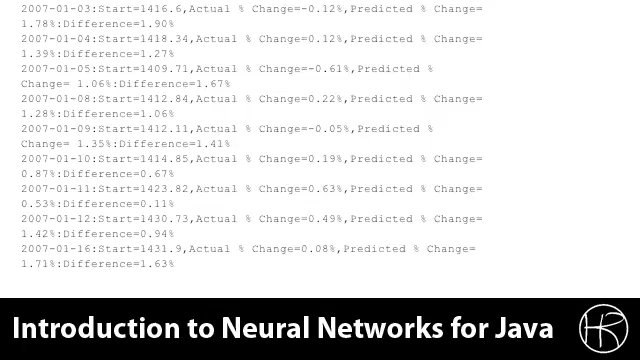 2007-01-03:Start=1416.6,Actual % Change=-0.12%,Predicted % Change=
1.78%:Difference=1.90%
2007-01-04:Start=1418.34,Actual % Change=0.12%,Predicted % Change=
1.39%:Difference=1.27%
2007-01-05:Start=1409.71,Actual % Change=-0.61%,Predicted %
Change= 1.06%:Difference=1.67%
2007-01-08:Start=1412.84,Actual % Change=0.22%,Predicted % Change=
1.28%:Difference=1.06%
2007-01-09:Start=1412.11,Actual % Change=-0.05%,Predicted %
Change= 1.35%:Difference=1.41%
2007-01-10:Start=1414.85,Actual % Change=0.19%,Predicted % Change=
0.87%:Difference=0.67%
2007-01-11:Start=1423.82,Actual % Change=0.63%,Predicted % Change=
0.53%:Difference=0.11%
2007-01-12:Start=1430.73,Actual % Change=0.49%,Predicted % Change=
1.42%:Difference=0.94%
2007-01-16:Start=1431.9,Actual % Change=0.08%,Predicted % Change=
1.71%:Difference=1.63%
Introduction to Neural Networks for Java